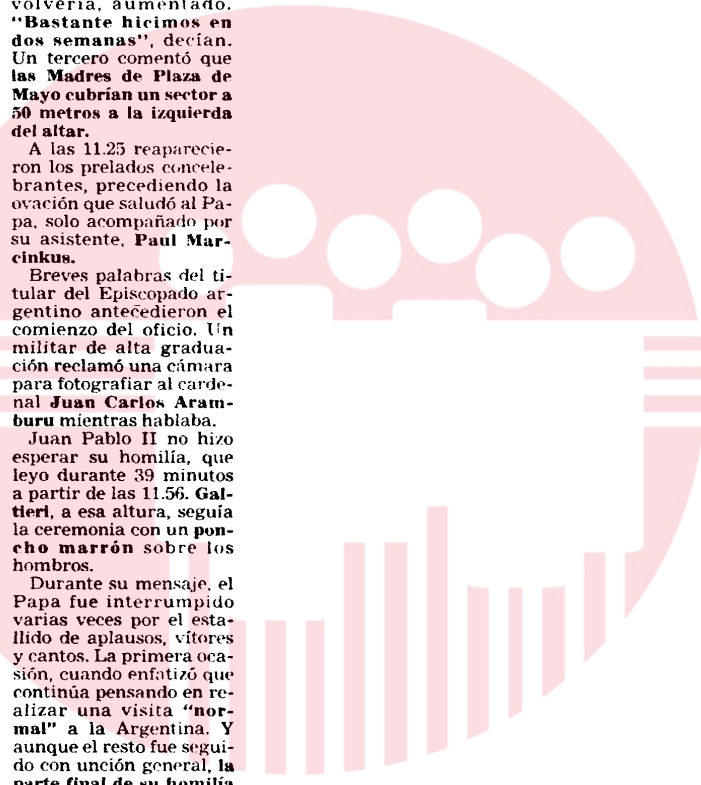 volvería, aumentado.
"Bastante hicimos en
dos semanas", decían.
Un tercero comentó que
las Madres de Plaza de
Mayo cubrían un sector a
50 metros a la izquierda
del altar.
A las 11.25 reaparecie-
ron los prelados concele-
brantes, precediendo la
ovación que saludó al Pa-
pa, solo acompañado por
su asistente, Paul Mar-
cinkus.
Breves palabras del ti-
tular del Episcopado ar-
gentino antecedieron el
comienzo del oficio. Un
militar de alta gradua-
ción reclamó una cámara
para fotografiar al carde-
nal Juan Carlos Aram-
buru mientras hablaba.
Juan Pablo II no hizo
esperar su homilía, que
leyo durante 39 minutos
a partir de las 11.56. Gal-
tieri, a esa altura, seguía
la ceremonia con un pon-
cho marrón sobre los
hombros.
Durante su mensaje, el
Papa fue interrumpido
varias veces por el esta-
llido de aplausos, vítores
y cantos. La primera oca-
sión, cuando enfatizó que
continúa pensando en re-
alizar una visita "nor-
mal" a la Argentina. Y
aunque el resto fue segui-
do con unción general, la
parte final de su homilía